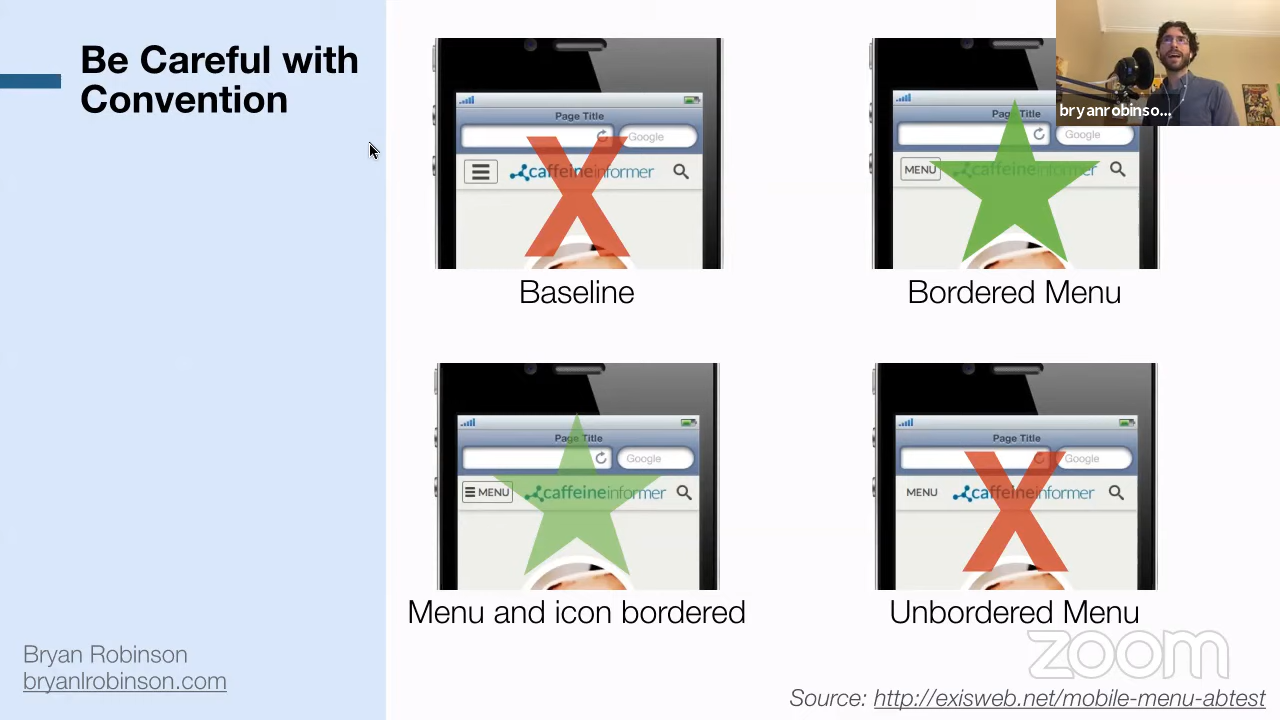 Be Careful with
Convention
bryanrobinso...
Page Title
Google
caffeineinformer
Baseline
Page Title
Google
MENU
caffeineinformer
Bordered Menu
Page Title
Google
MENU
caffeineinformer
Menu and icon bordered
Page Title
Google
MENU
caffeineinformer
Unbordered Menu
Bryan Robinson
bryanlrobinson.com
zoom
Source: http://exisweb.net/mobile-menu-abtest